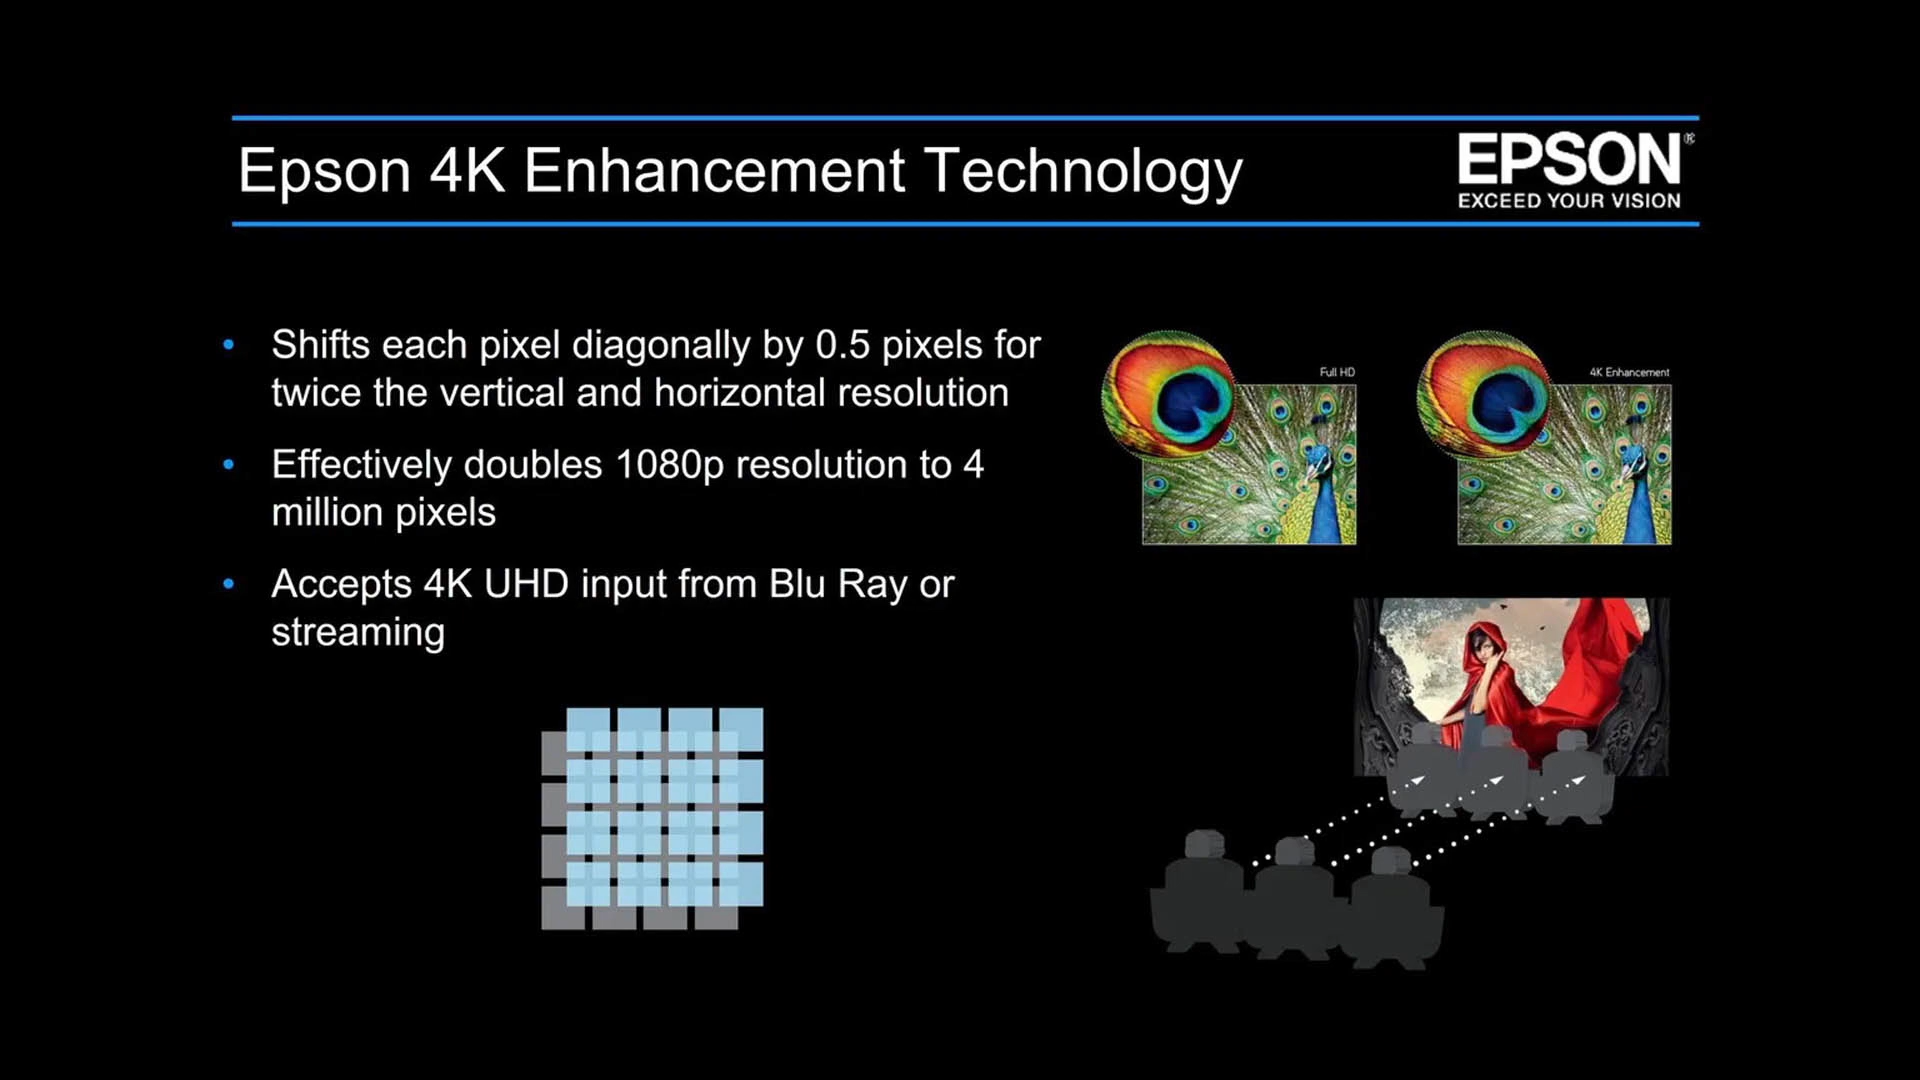 Epson 4K Enhancement Technology
EPSON®
EXCEED YOUR VISION
• Shifts each pixel diagonally by 0.5 pixels for
twice the vertical and horizontal resolution
• Effectively doubles 1080p resolution to 4
million pixels
• Accepts 4K UHD input from Blu Ray or
streaming
Full HD
4K Enhancement